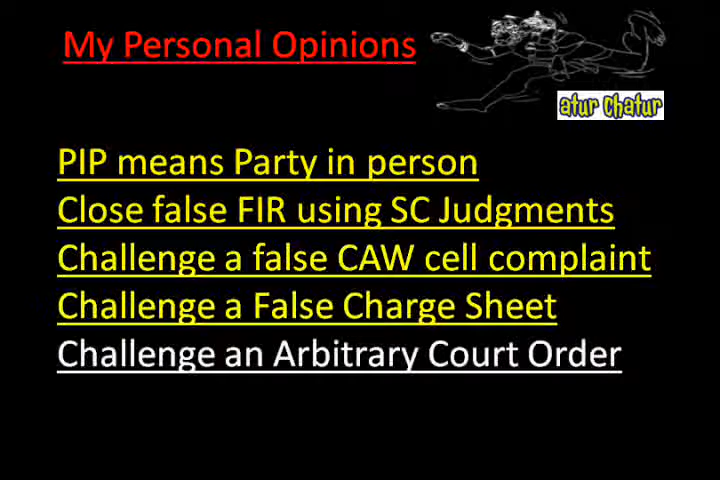 My Personal Opinions
atur chatur
PIP means Party in person
Close false FIR using SC Judgments
Challenge a false CAW cell complaint
Challenge a False Charge Sheet
Challenge an Arbitrary Court Order